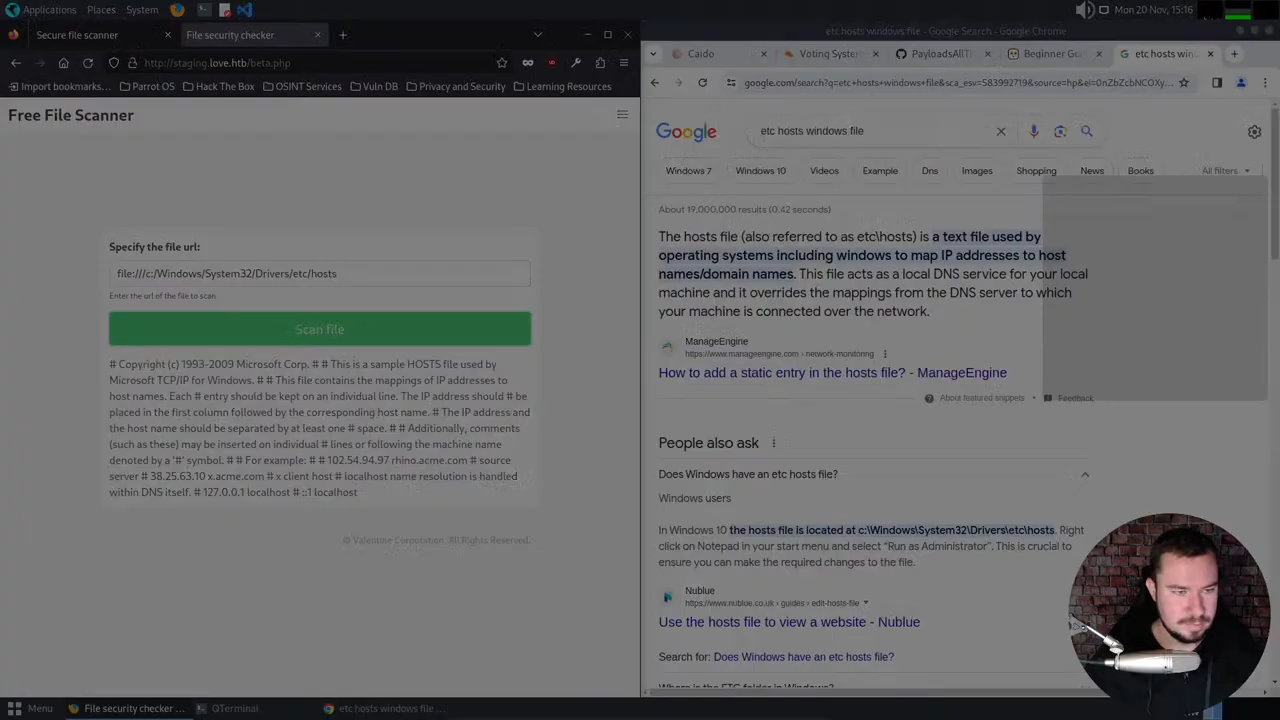 Applications Places System
Mon 20 Nov, 15:16
Secure file scanner
File security checker
http://staging.love.htb/beta.php
Import bookmarks...
Parrot OS
Hack The Box
OSINT Services
Vuln DB
Privacy and Security
Learning Resources
Free File Scanner
Specify the file url:
file:///c:/Windows/System32/Drivers/etc/hosts
Enter the url of the file to scan
Scan file
# Copyright (c) 1993-2009 Microsoft Corp. # # This is a sample HOSTS file used by
Microsoft TCP/IP for Windows. # # This file contains the mappings of IP addresses to
host names. Each # entry should be kept on an individual line. The IP address should # be
placed in the first column followed by the corresponding host name. # The IP address and
the host name should be separated by at least one # space. # # Additionally, comments
(such as these) may be inserted on individual # lines or following the machine name
denoted by a '#' symbol. # # For example: # # 102.54.94.97 rhino.acme.com # source
server # 38.25.63.10 x.acme.com # x client host # localhost name resolution is handled
within DNS itself. # 127.0.0.1 localhost # ::1 localhost
© Valentine Corporation. All Rights Reserved.
etc hosts windows file - Google Search - Google Chrome
Caido
Voting System
PayloadsAllT
Beginner Gu
etc hosts win
google.com/search?q=etc+hosts+windows+file&sca_esv=583992719&source=hp&ei=0nZbZcbNCOXy...
Google
etc hosts windows file
Windows 7
Windows 10
Videos
Example
Dns
Images
Shopping
News
Books
All filters
About 19,000,000 results (0.42 seconds)
The hosts file (also referred to as etc\hosts) is a text file used by
operating systems including windows to map IP addresses to host
names/domain names. This file acts as a local DNS service for your local
machine and it overrides the mappings from the DNS server to which
your machine is connected over the network.
ManageEngine
https://www.manageengine.com › network-monitoring
How to add a static entry in the hosts file? - ManageEngine
About featured snippets • Feedback
People also ask
Does Windows have an etc hosts file?
Windows users
In Windows 10 the hosts file is located at c:\Windows\System32\Drivers\etc\hosts. Right
click on Notepad in your start menu and select “Run as Administrator”. This is crucial to
ensure you can make the required changes to the file.
Nublue
https://www.nublue.co.uk › guides › edit-hosts-file
Use the hosts file to view a website - Nublue
Search for: Does Windows have an etc hosts file?
Where is the ETC folder in Windows?
Menu
File security checker ...
QTerminal
etc hosts windows file ...